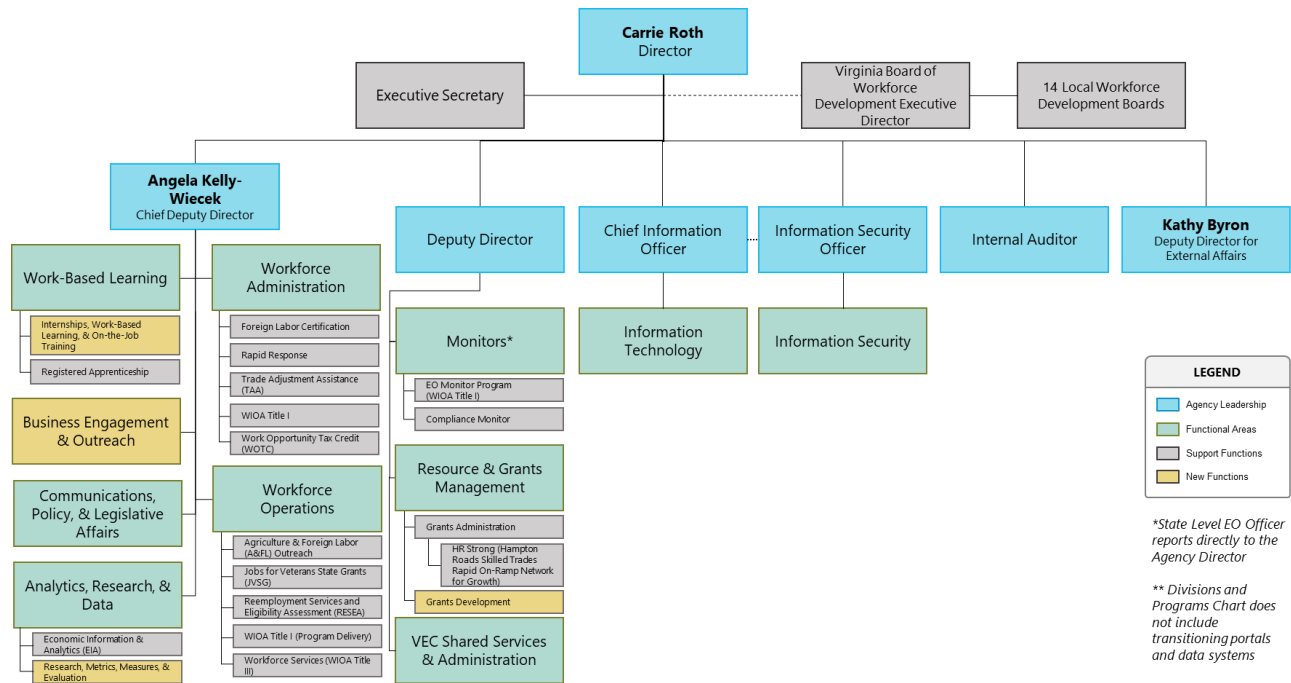 Carrie Roth
Director
Executive Secretary
Virginia Board of
Workforce
Development Executive
Director
14 Local Workforce
Development Boards
Angela Kelly-
Wiecek
Chief Deputy Director
Deputy Director
Chief Information
Officer
Information Security
Officer
Internal Auditor
Kathy Byron
Deputy Director for
External Affairs
Work-Based Learning
Internships, Work-Based
Learning, & On-the-Job
Training
Registered Apprenticeship
Business Engagement
& Outreach
Communications,
Policy, & Legislative
Affairs
Analytics, Research, &
Data
Economic Information &
Analytics (EIA)
Research, Metrics, Measures, &
Evaluation
Workforce
Administration
Foreign Labor Certification
Rapid Response
Trade Adjustment Assistance
(TAA)
WIOA Title I
Work Opportunity Tax Credit
(WOTC)
Workforce
Operations
Agriculture & Foreign Labor
(A&FL) Outreach
Jobs for Veterans State Grants
(JVSG)
Reemployment Services and
Eligibility Assessment (RESEA)
WIOA Title I (Program Delivery)
Workforce Services (WIOA Title
III)
Monitors*
EO Monitor Program
(WIOA Title I)
Compliance Monitor
Resource & Grants
Management
Grants Administration
HR Strong (Hampton
Roads Skilled Trades
Rapid On-Ramp Network
for Growth)
Grants Development
VEC Shared Services
& Administration
Information
Technology
Information Security
LEGEND
Agency Leadership
Functional Areas
Support Functions
New Functions
*State Level EO Officer
reports directly to the
Agency Director
** Divisions and
Programs Chart does
not include
transitioning portals
and data systems